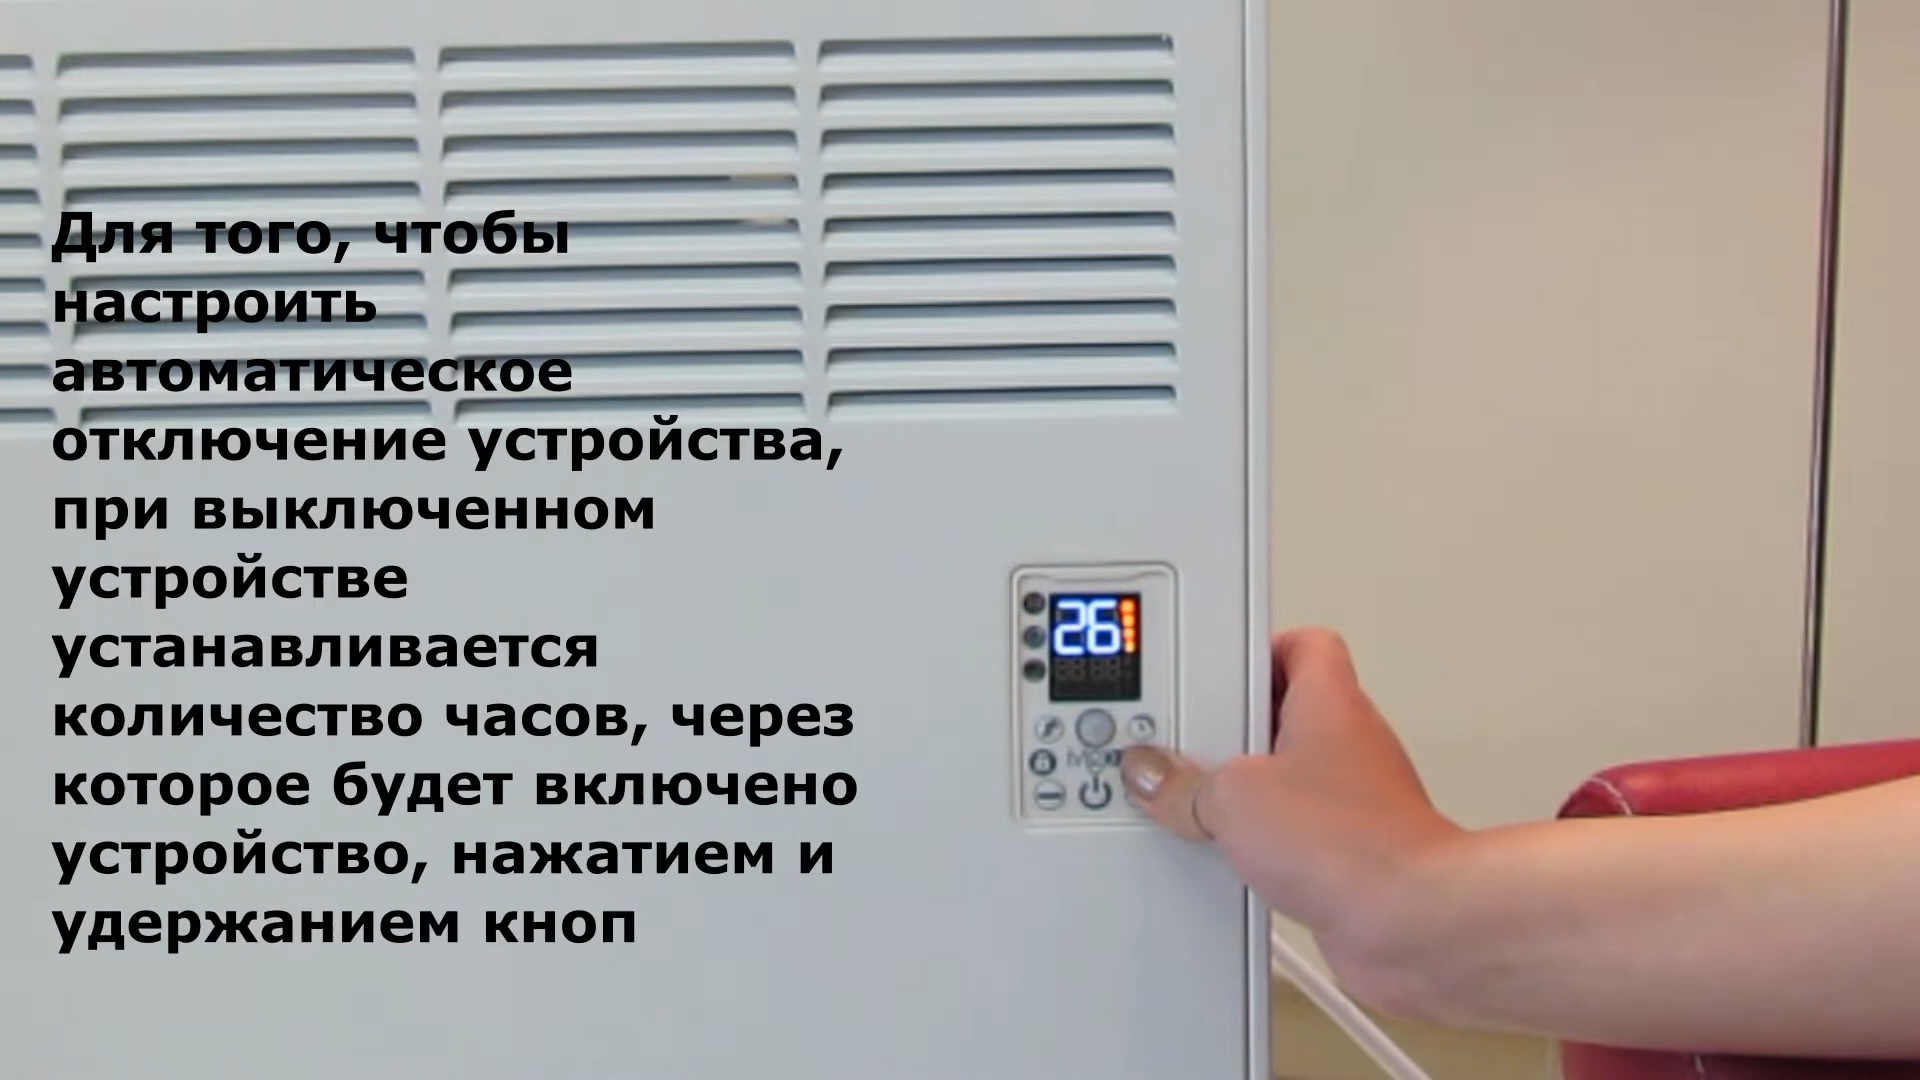 Для того, чтобы
настроить
автоматическое
отключение устройства,
при выключенном
устройстве
устанавливается
количество часов, через
которое будет включено
устройство, нажатием и
удержанием кноп
26